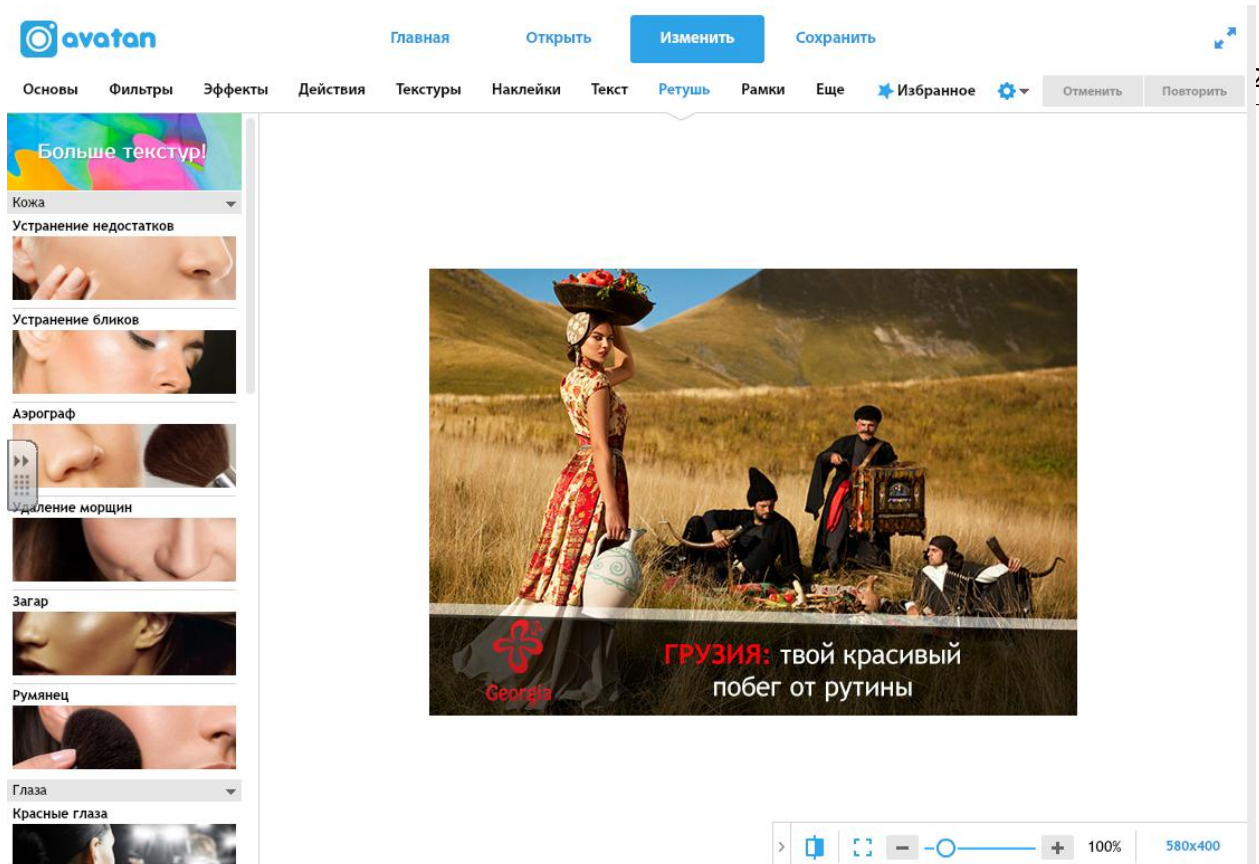 avatan
Главная Открыть Изменить Сохранить
Основы Фильтры Эффекты Действия Текстуры Наклейки Текст Ретушь Рамки Еще Избранное Отменить Повторить
Больше текстур!
Кожа
Устранение недостатков
Устранение бликов
Аэрограф
Удаление морщин
Загар
Румянец
Глаза
Красные глаза
Georgia
ГРУЗИЯ: твой красивый
побег от рутины
100% 580x400